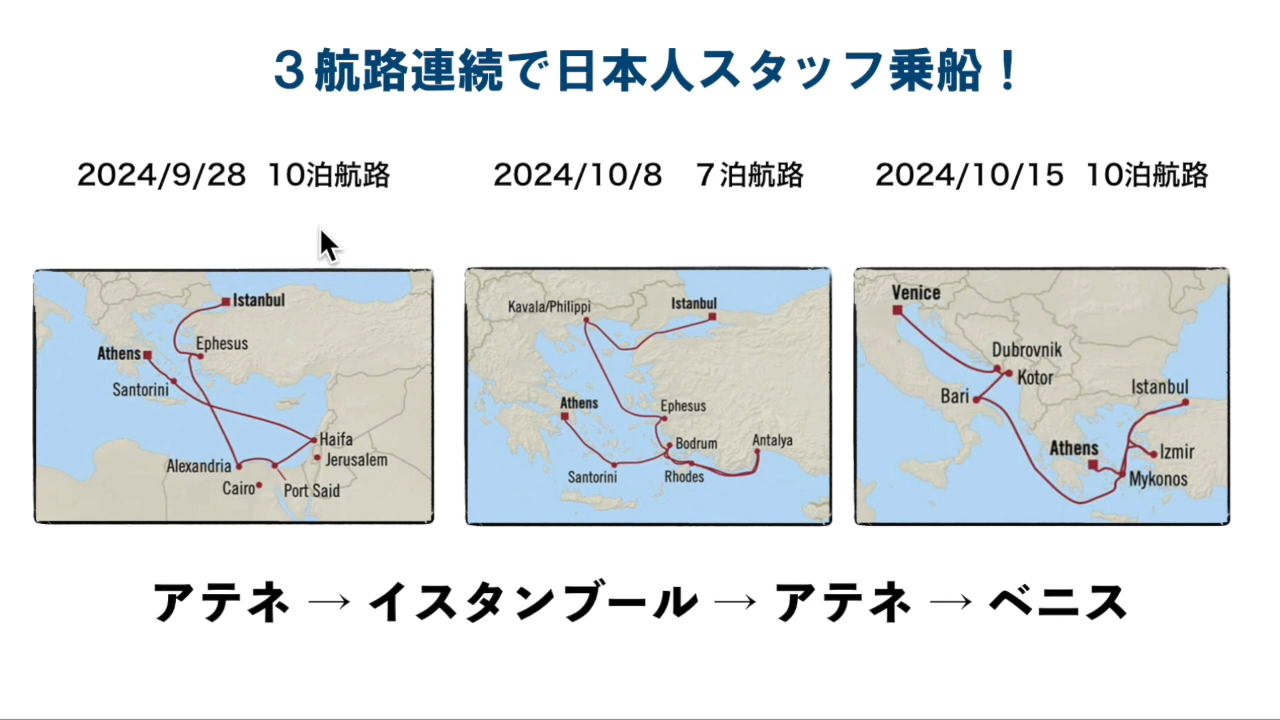 ３航路連続で日本人スタッフ乗船！
2024/9/28 10泊航路
Istanbul
Ephesus
Athens
Santorini
Haifa
Jerusalem
Alexandria
Cairo
Port Said
2024/10/8 ７泊航路
Kavala/Philippi
Istanbul
Athens
Ephesus
Bodrum
Antalya
Santorini
Rhodes
2024/10/15 10泊航路
Venice
Dubrovnik
Kotor
Bari
Istanbul
Athens
Izmir
Mykonos
アテネ → イスタンブール → アテネ → ベニス